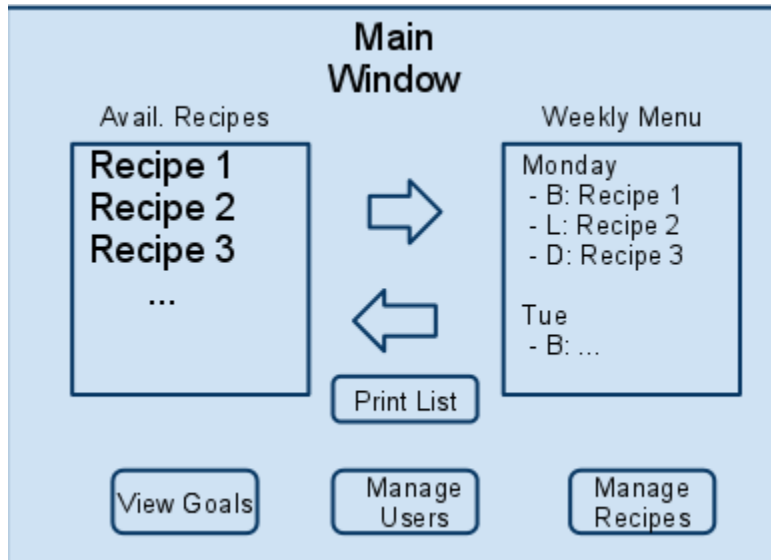 Main
Window
Avail. Recipes
Recipe 1
Recipe 2
Recipe 3
...
Weekly Menu
Monday
- B: Recipe 1
- L: Recipe 2
- D: Recipe 3
Tue
- B: ...
Print List
View Goals
Manage
Users
Manage
Recipes